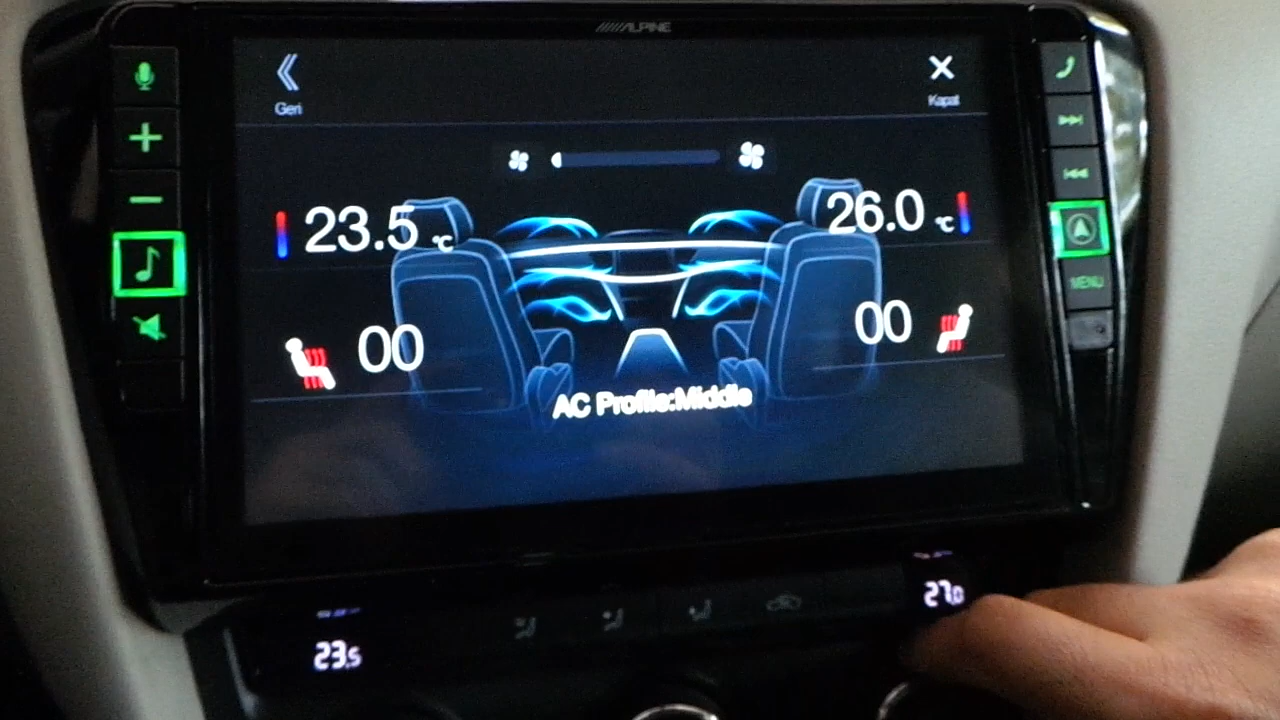 ALPINE
Geri
Kapat
23.5 °C
26.0 °C
00
00
AC Profile:Middle
MENU
23.5
27.0